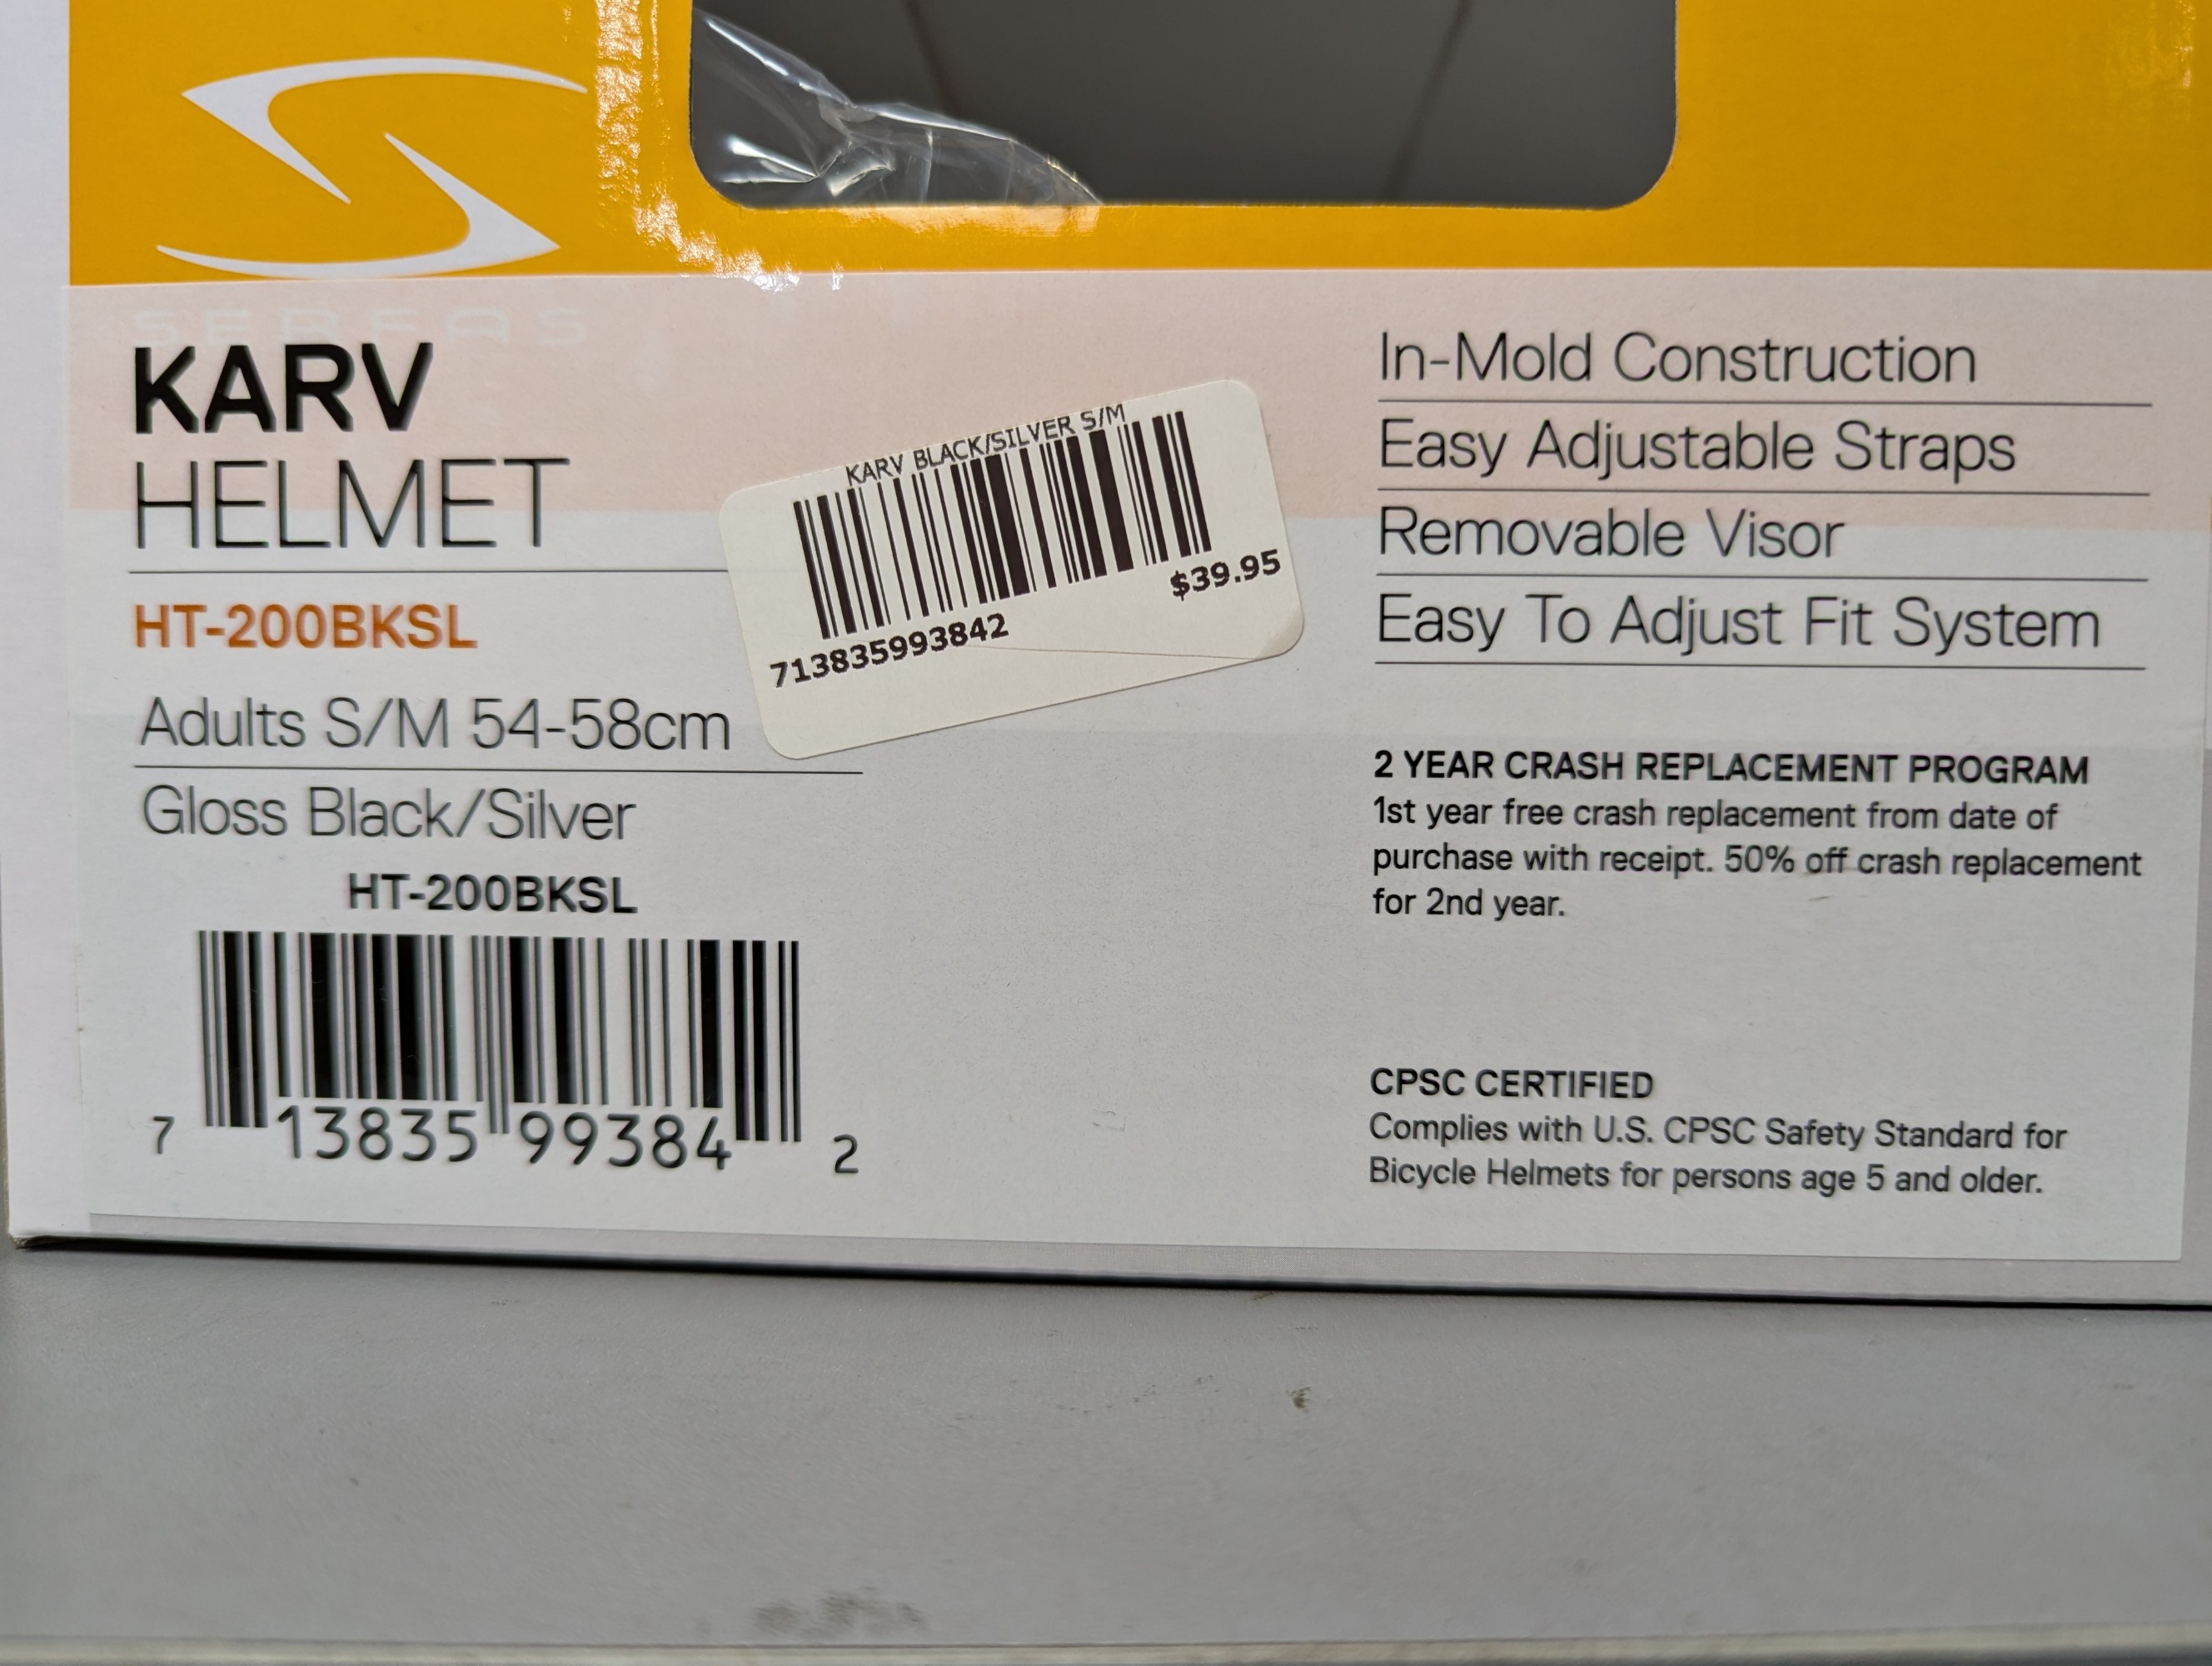 SERFAS
KARV
HELMET
HT-200BKSL
Adults S/M 54-58cm
Gloss Black/Silver
HT-200BKSL
7 13835 99384 2
KARV BLACK/SILVER S/M
$39.95
713835993842
In-Mold Construction
Easy Adjustable Straps
Removable Visor
Easy To Adjust Fit System
2 YEAR CRASH REPLACEMENT PROGRAM
1st year free crash replacement from date of
purchase with receipt. 50% off crash replacement
for 2nd year.
CPSC CERTIFIED
Complies with U.S. CPSC Safety Standard for
Bicycle Helmets for persons age 5 and older.